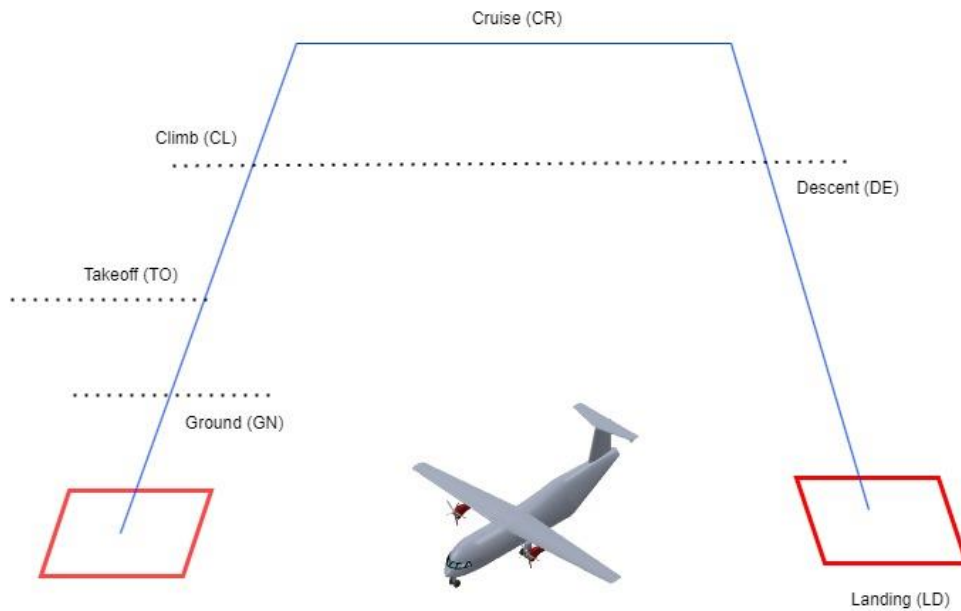 Cruise (CR)
Climb (CL)
Descent (DE)
Takeoff (TO)
Ground (GN)
Landing (LD)